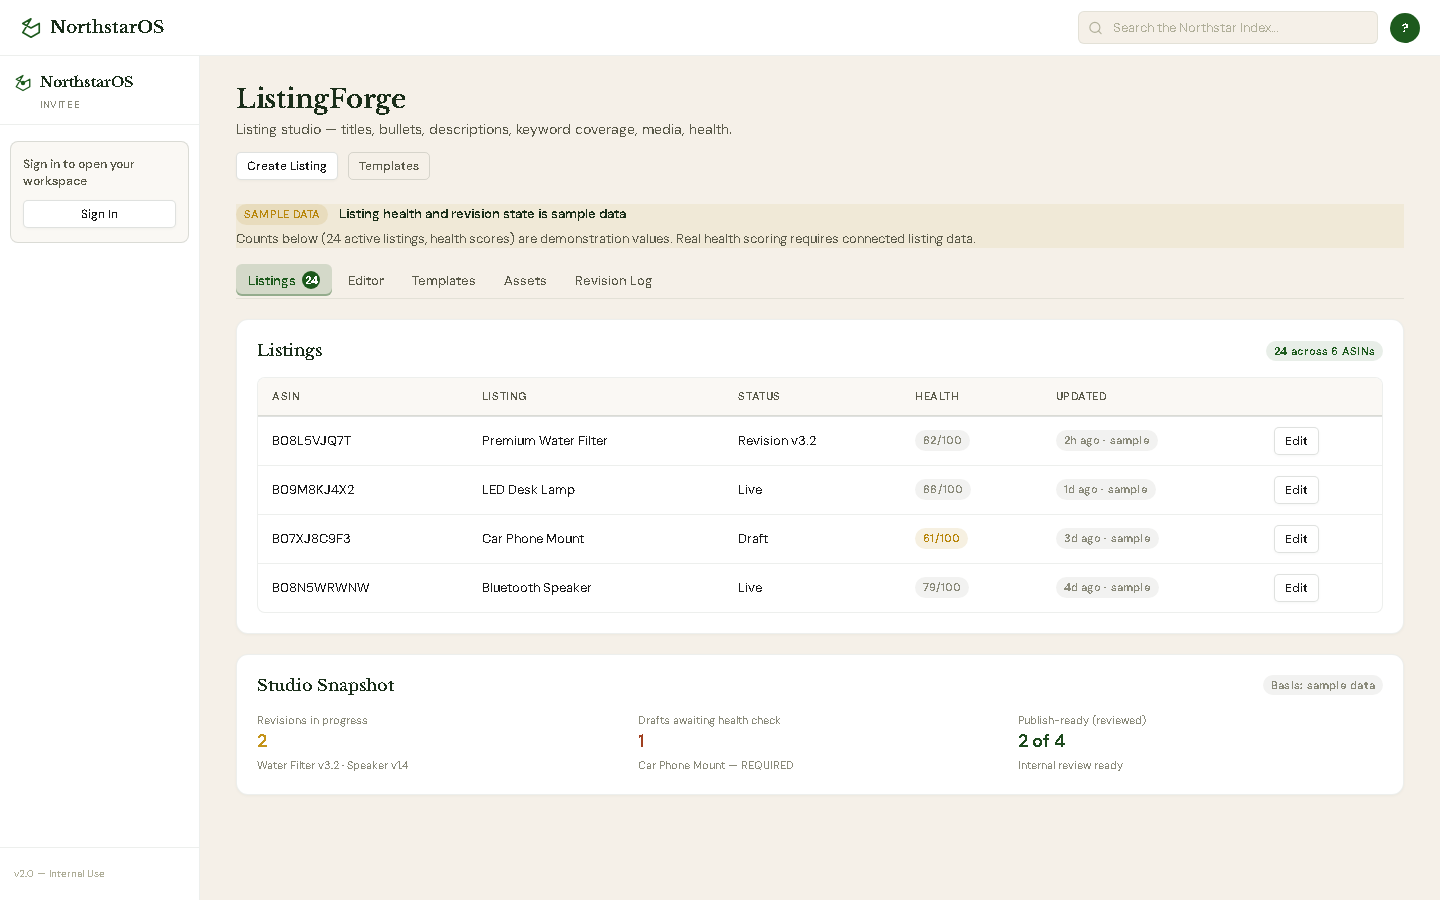 NorthstarOS
Search the Northstar Index...
?
NorthstarOS
INVITEE
Sign in to open your
workspace
Sign In
v2.0 — Internal Use
ListingForge
Listing studio — titles, bullets, descriptions, keyword coverage, media, health.
Create Listing
Templates
SAMPLE DATA Listing health and revision state is sample data
Counts below (24 active listings, health scores) are demonstration values. Real health scoring requires connected listing data.
Listings 24 Editor Templates Assets Revision Log
Listings
24 across 6 ASINs
ASIN LISTING STATUS HEALTH UPDATED
B08L5VJQ7T Premium Water Filter Revision v3.2 82/100 2h ago · sample Edit
B09M8KJ4X2 LED Desk Lamp Live 88/100 1d ago · sample Edit
B07XJ8C9F3 Car Phone Mount Draft 61/100 3d ago · sample Edit
B08N5WRWNW Bluetooth Speaker Live 79/100 4d ago · sample Edit
Studio Snapshot
Basis: sample data
Revisions in progress
2
Water Filter v3.2 · Speaker v1.4
Drafts awaiting health check
1
Car Phone Mount — REQUIRED
Publish-ready (reviewed)
2 of 4
Internal review ready